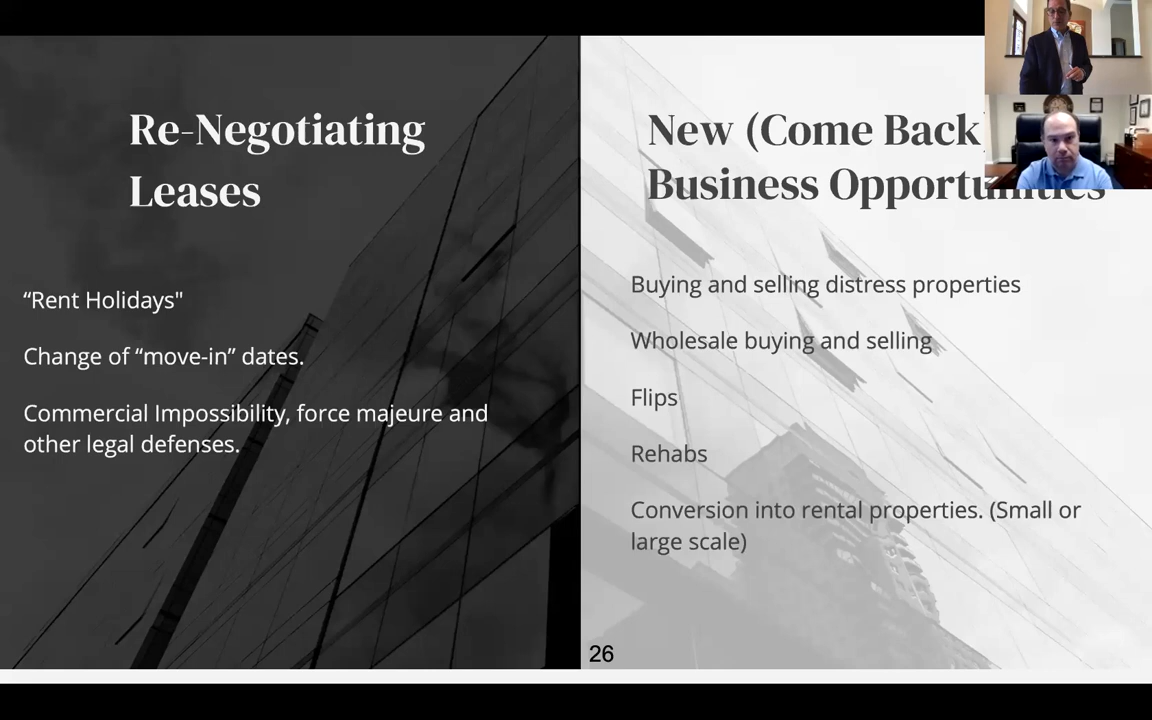 Re-Negotiating
Leases
“Rent Holidays"
Change of “move-in” dates.
Commercial Impossibility, force majeure and
other legal defenses.
New (Come Back)
Business Opportunities
Buying and selling distress properties
Wholesale buying and selling
Flips
Rehabs
Conversion into rental properties. (Small or
large scale)
26